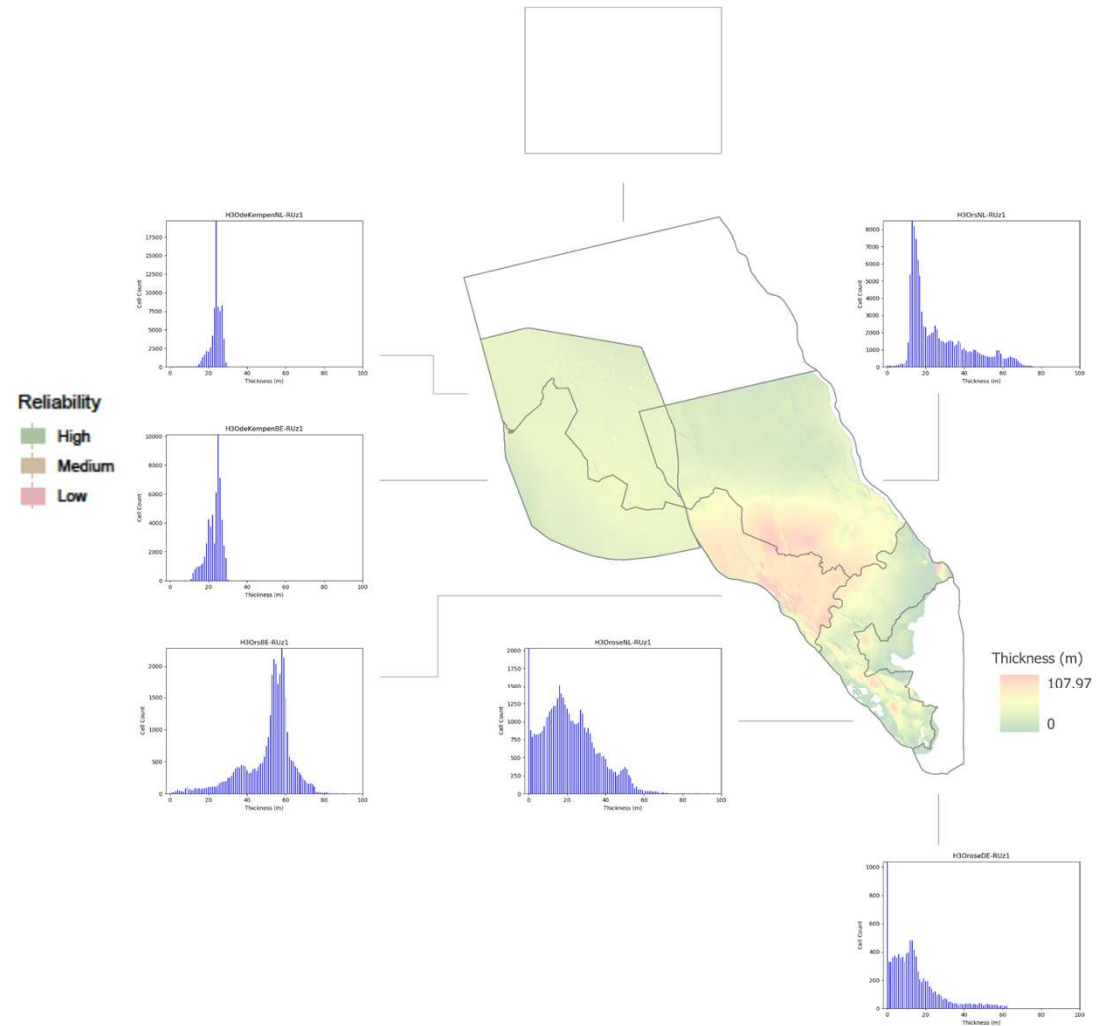 H3OdeKempenNL-RUz1
17500
15000
12500
10000
7500
5000
2500
0
Cell Count
0 20 40 60 80 100
Thickness (m)
H3OrsNL-RUz1
8000
7000
6000
5000
4000
3000
2000
1000
0
Cell Count
0 20 40 60 80 100
Thickness (m)
Reliability
High
Medium
Low
H3OdeKempenBE-RUz1
10000
8000
6000
4000
2000
0
Cell Count
0 20 40 60 80 100
Thickness (m)
H3OrsBE-RUz1
2000
1500
1000
500
0
Cell Count
0 20 40 60 80 100
Thickness (m)
H3OroseNL-RUz1
2000
1750
1500
1250
1000
750
500
250
0
Cell Count
0 20 40 60 80 100
Thickness (m)
Thickness (m)
107.97
0
H3OroseDE-RUz1
1000
800
600
400
200
0
Cell Count
0 20 40 60 80 100
Thickness (m)